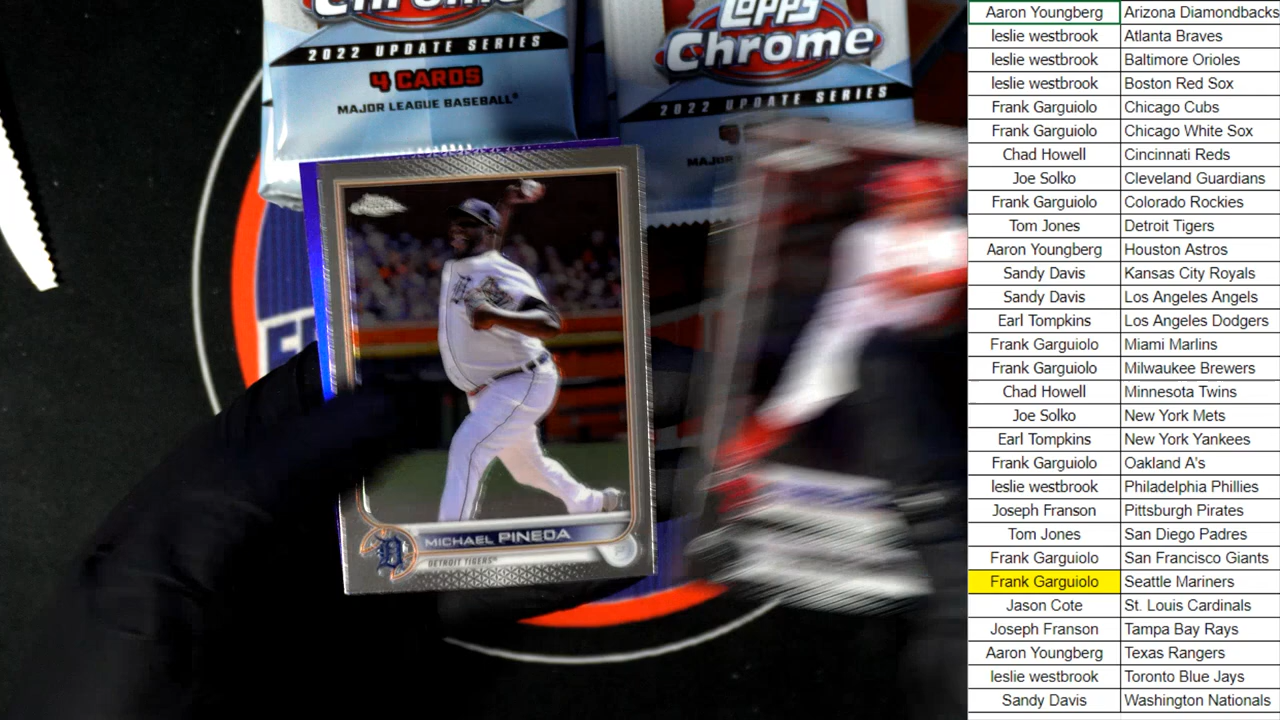 Chrome
2022 UPDATE SERIES
4 CARDS
MAJOR LEAGUE BASEBALL®
Topps
Chrome
2022 UPDATE SERIES
4
MAJOR
Chrome
MICHAEL PINEDA
DETROIT TIGERS®
P
Aaron Youngberg Arizona Diamondbacks
leslie westbrook Atlanta Braves
leslie westbrook Baltimore Orioles
leslie westbrook Boston Red Sox
Frank Garguiolo Chicago Cubs
Frank Garguiolo Chicago White Sox
Chad Howell Cincinnati Reds
Joe Solko Cleveland Guardians
Frank Garguiolo Colorado Rockies
Tom Jones Detroit Tigers
Aaron Youngberg Houston Astros
Sandy Davis Kansas City Royals
Sandy Davis Los Angeles Angels
Earl Tompkins Los Angeles Dodgers
Frank Garguiolo Miami Marlins
Frank Garguiolo Milwaukee Brewers
Chad Howell Minnesota Twins
Joe Solko New York Mets
Earl Tompkins New York Yankees
Frank Garguiolo Oakland A's
leslie westbrook Philadelphia Phillies
Joseph Franson Pittsburgh Pirates
Tom Jones San Diego Padres
Frank Garguiolo San Francisco Giants
Frank Garguiolo Seattle Mariners
Jason Cote St. Louis Cardinals
Joseph Franson Tampa Bay Rays
Aaron Youngberg Texas Rangers
leslie westbrook Toronto Blue Jays
Sandy Davis Washington Nationals